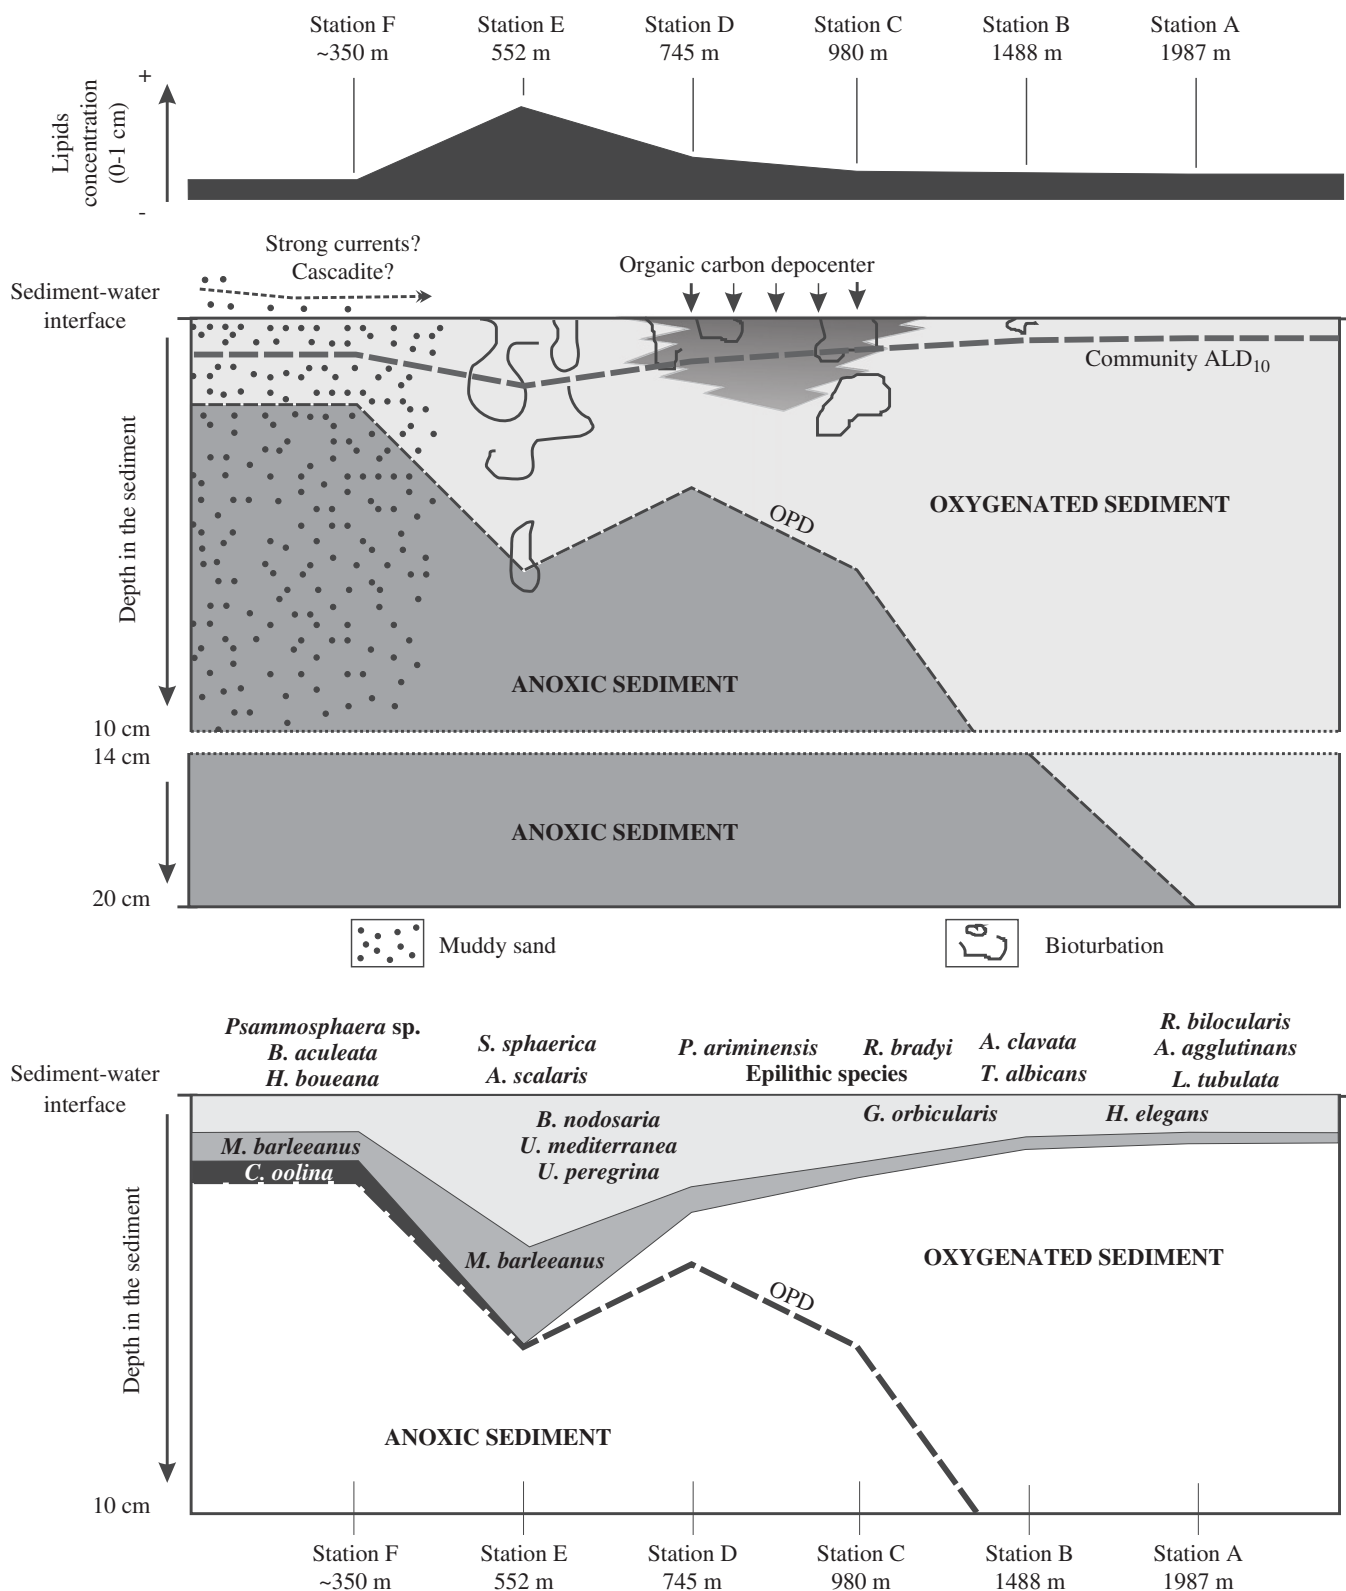 Station F
~350 m
Station E
552 m
Station D
745 m
Station C
980 m
Station B
1488 m
Station A
1987 m
+
Lipids
concentration
(0-1 cm)
-
Strong currents?
Cascadite?
Organic carbon depocenter
Sediment-water
interface
Community ALD10
Depth in the sediment
OXYGENATED SEDIMENT
OPD
ANOXIC SEDIMENT
10 cm
14 cm
ANOXIC SEDIMENT
20 cm
Muddy sand
Bioturbation
Psammosphaera sp.
B. aculeata
H. boueana
S. sphaerica
A. scalaris
P. ariminensis
R. bradyi
Epilithic species
A. clavata
T. albicans
R. bilocularis
A. agglutinans
L. tubulata
Sediment-water
interface
B. nodosaria
U. mediterranea
U. peregrina
G. orbicularis
H. elegans
M. barleeanus
C. oolina
M. barleeanus
Depth in the sediment
OXYGENATED SEDIMENT
OPD
ANOXIC SEDIMENT
10 cm
Station F
~350 m
Station E
552 m
Station D
745 m
Station C
980 m
Station B
1488 m
Station A
1987 m